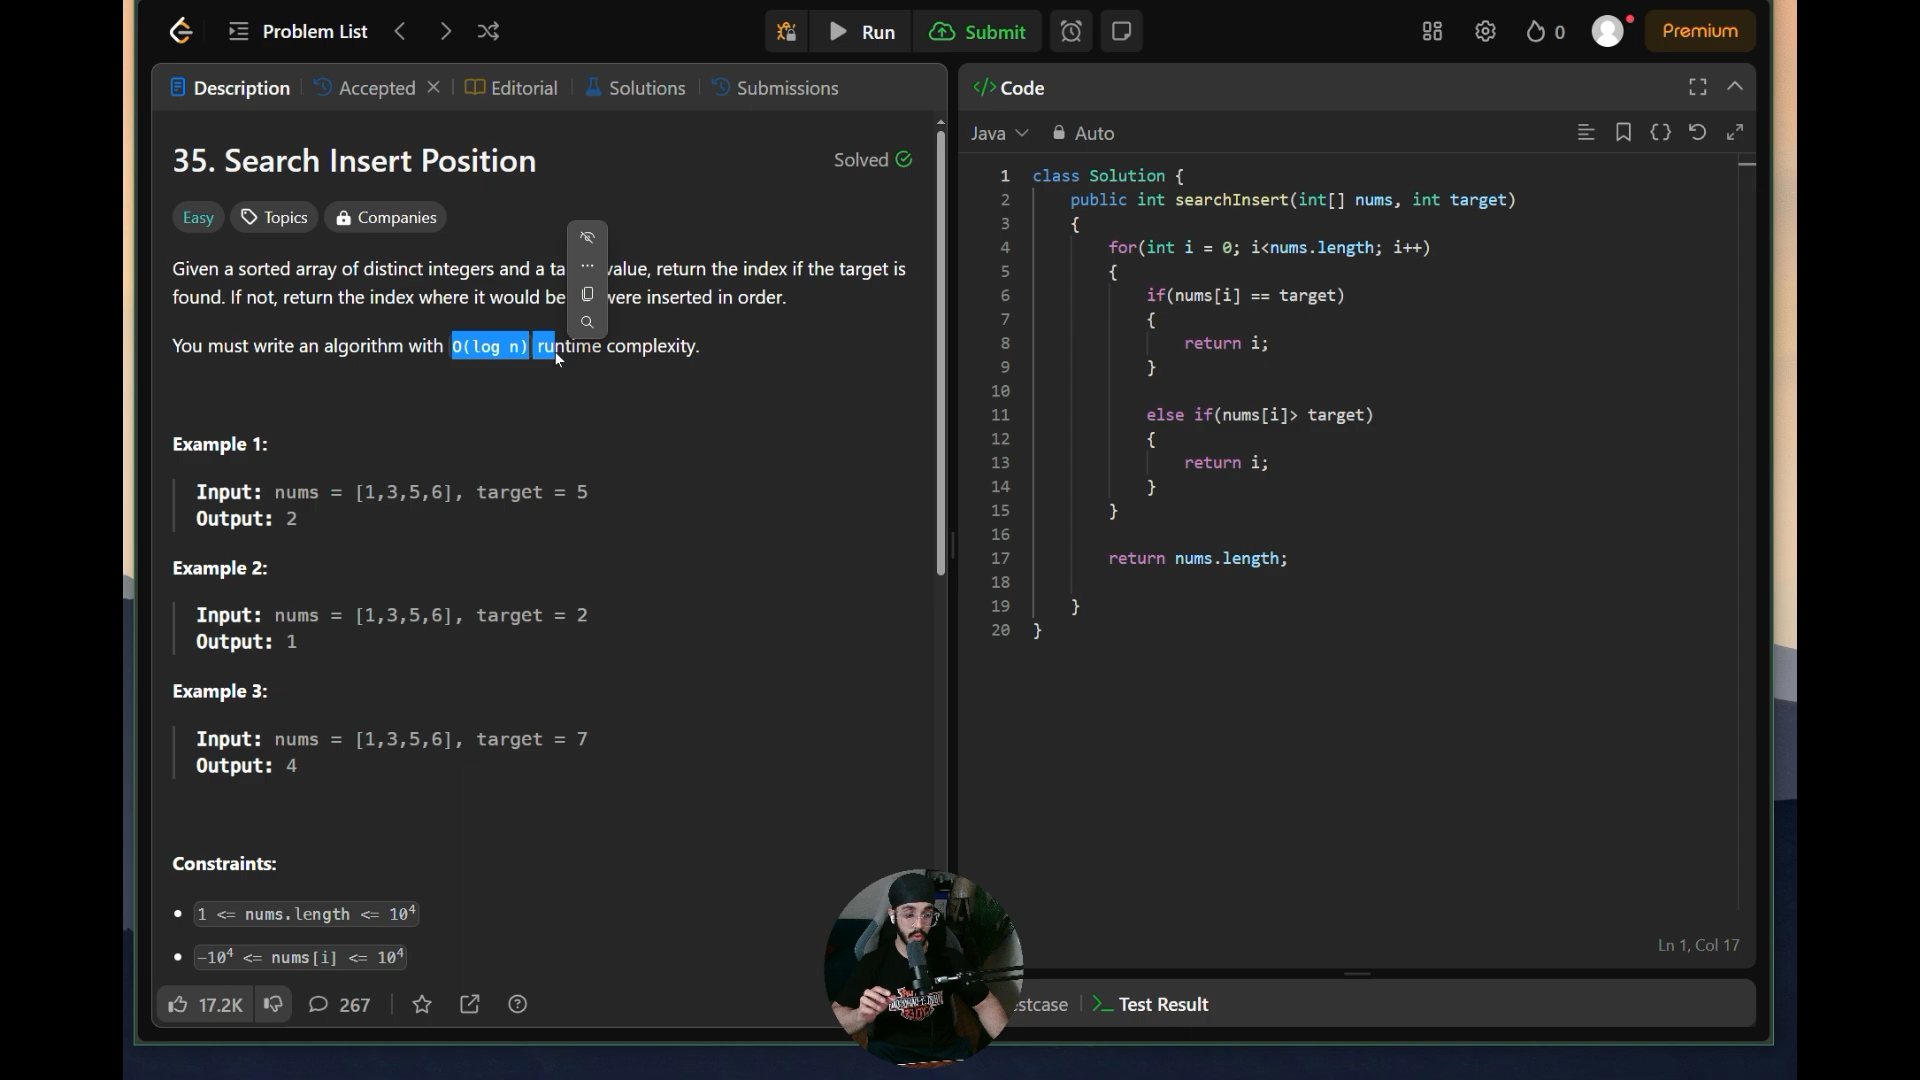 Problem List
Run
Submit
0
Premium
Description
Accepted
Editorial
Solutions
Submissions
</> Code
Java
Auto
35. Search Insert Position
Solved
Easy
Topics
Companies
Given a sorted array of distinct integers and a ta value, return the index if the target is
found. If not, return the index where it would be were inserted in order.
You must write an algorithm with O(log n) runtime complexity.
Example 1:
Input: nums = [1,3,5,6], target = 5
Output: 2
Example 2:
Input: nums = [1,3,5,6], target = 2
Output: 1
Example 3:
Input: nums = [1,3,5,6], target = 7
Output: 4
Constraints:
1 <= nums.length <= 10⁴
-10⁴ <= nums[i] <= 10⁴
17.2K
267
1 class Solution {
2 public int searchInsert(int[] nums, int target)
3 {
4 for(int i = 0; i<nums.length; i++)
5 {
6 if(nums[i] == target)
7 {
8 return i;
9 }
10
11 else if(nums[i]> target)
12 {
13 return i;
14 }
15 }
16
17 return nums.length;
18
19 }
20 }
Ln 1, Col 17
estcase
Test Result